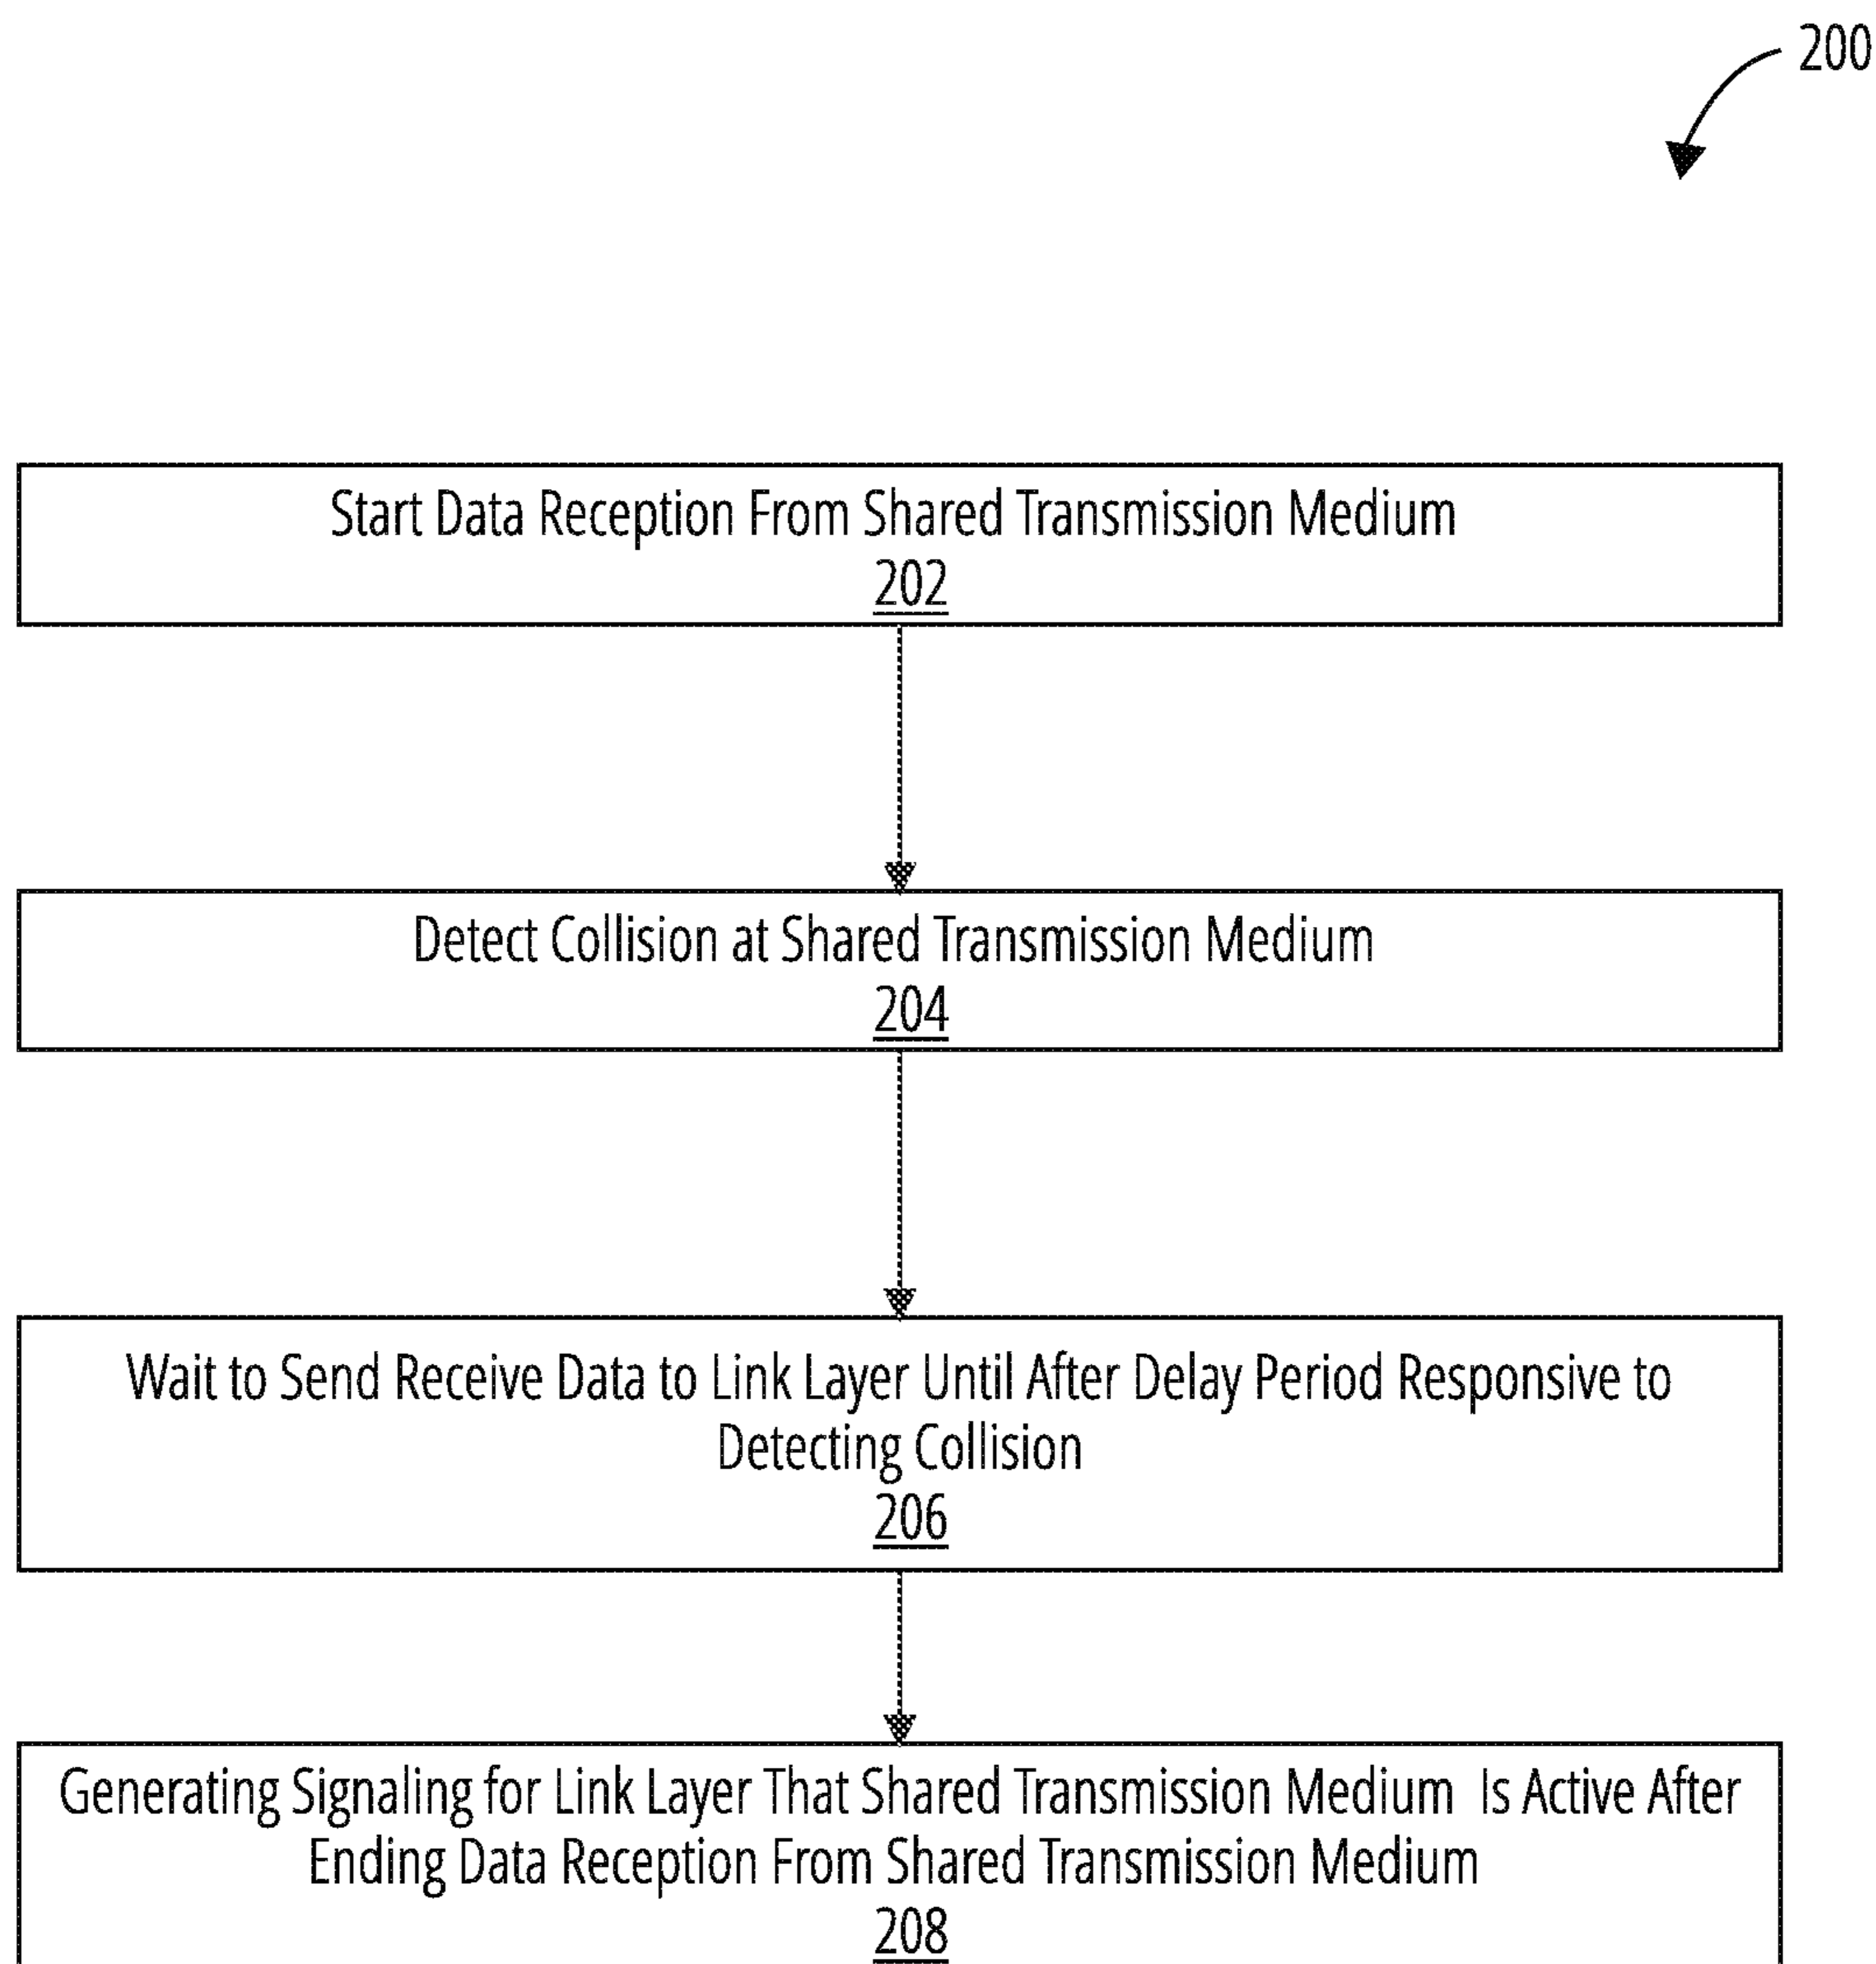 200
Start Data Reception From Shared Transmission Medium
202
Detect Collision at Shared Transmission Medium
204
Wait to Send Receive Data to Link Layer Until After Delay Period Responsive to
Detecting Collision
206
Generating Signaling for Link Layer That Shared Transmission Medium Is Active After
Ending Data Reception From Shared Transmission Medium
208